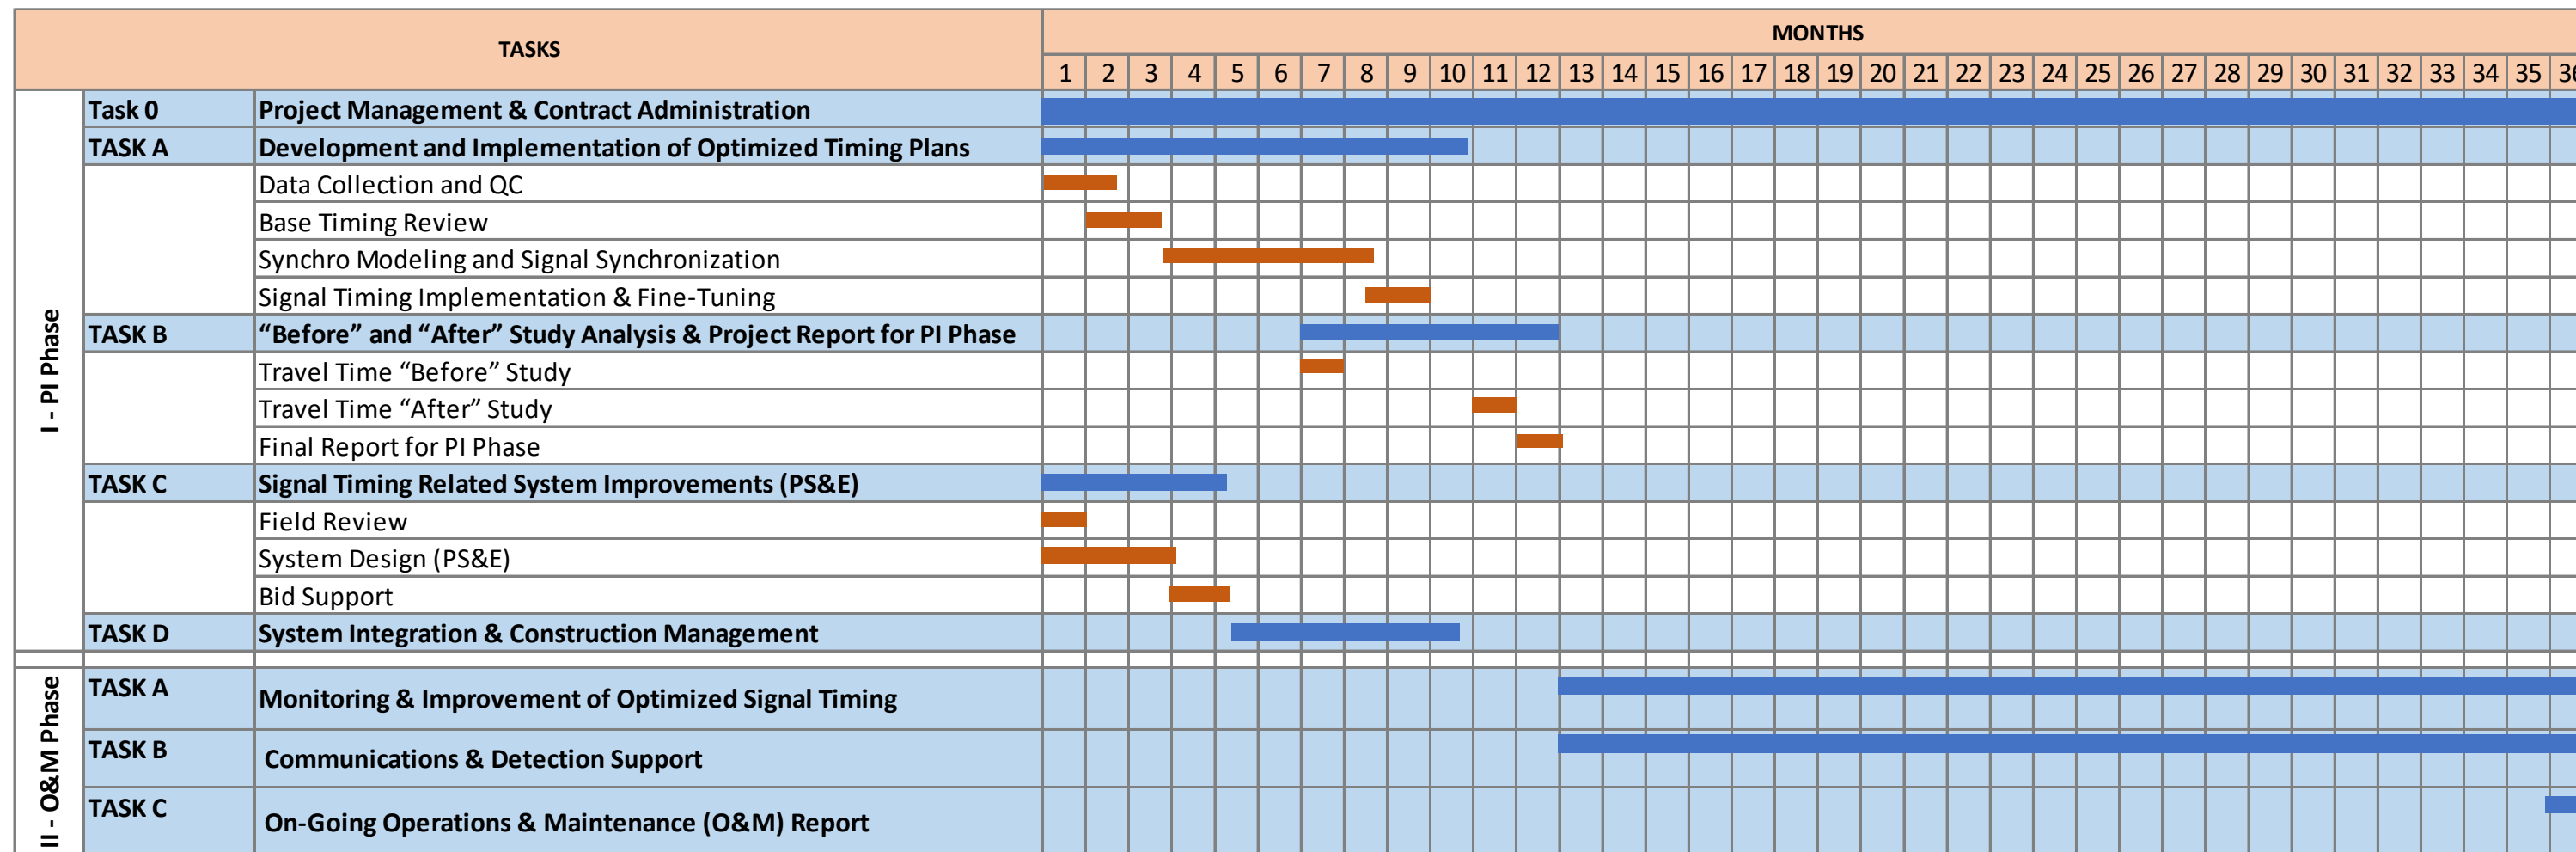 TASKS
MONTHS
1 2 3 4 5 6 7 8 9 10 11 12 13 14 15 16 17 18 19 20 21 22 23 24 25 26 27 28 29 30 31 32 33 34 35 36
I - PI Phase
Task 0 Project Management & Contract Administration
TASK A Development and Implementation of Optimized Timing Plans
Data Collection and QC
Base Timing Review
Synchro Modeling and Signal Synchronization
Signal Timing Implementation & Fine-Tuning
TASK B “Before” and “After” Study Analysis & Project Report for PI Phase
Travel Time “Before” Study
Travel Time “After” Study
Final Report for PI Phase
TASK C Signal Timing Related System Improvements (PS&E)
Field Review
System Design (PS&E)
Bid Support
TASK D System Integration & Construction Management
II - O&M Phase
TASK A Monitoring & Improvement of Optimized Signal Timing
TASK B Communications & Detection Support
TASK C On-Going Operations & Maintenance (O&M) Report